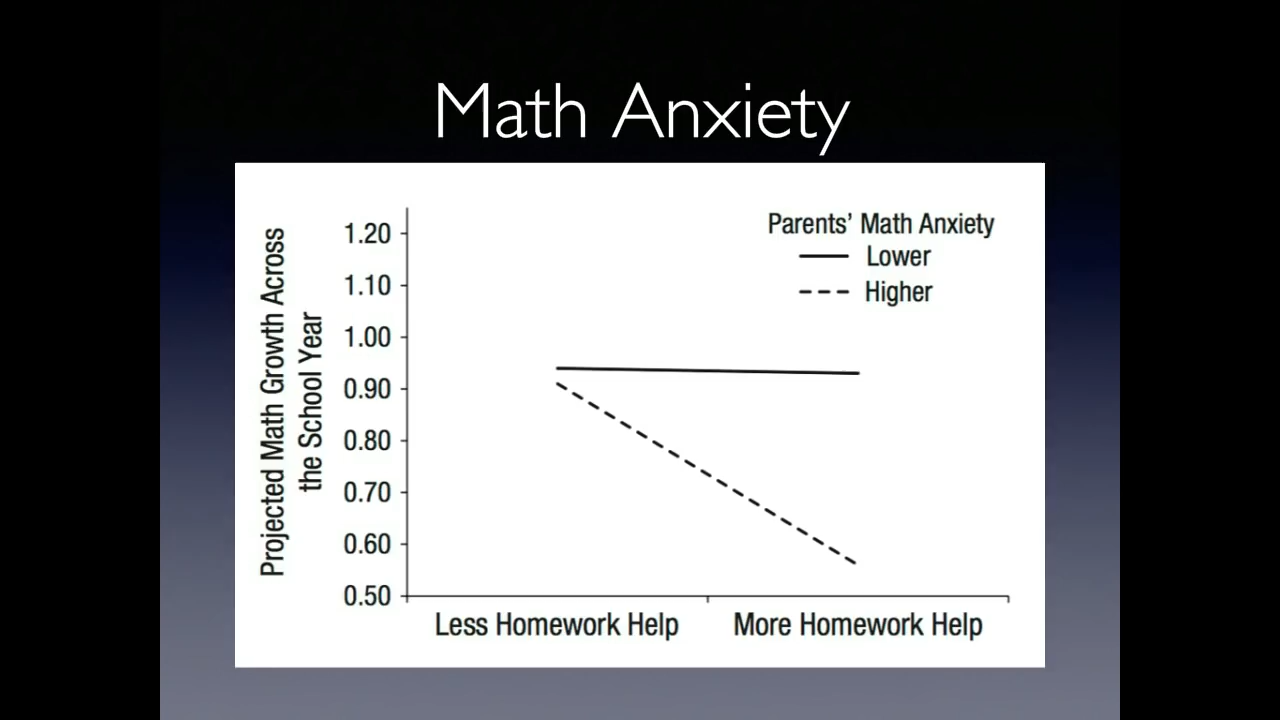 Math Anxiety
Projected Math Growth Across
the School Year
1.20
1.10
1.00
0.90
0.80
0.70
0.60
0.50
Parents’ Math Anxiety
Lower
Higher
Less Homework Help
More Homework Help